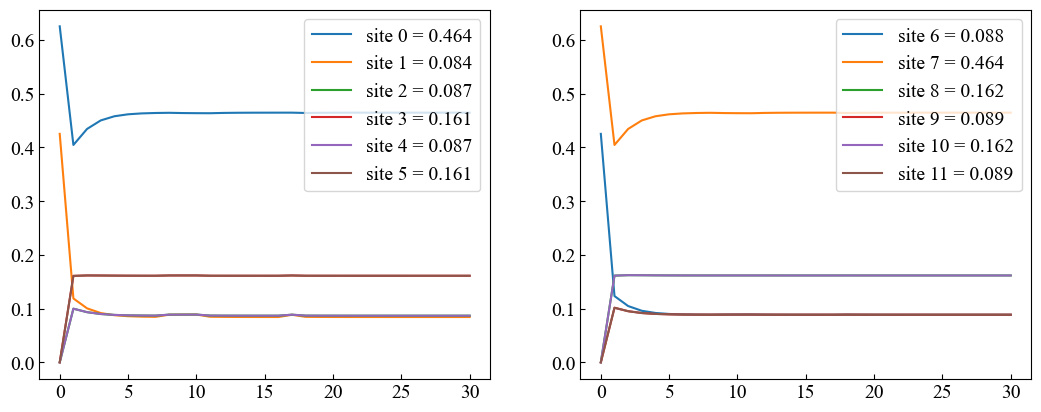 0.6
0.5
0.4
0.3
0.2
0.1
0.0
0 5 10 15 20 25 30
site 0 = 0.464
site 1 = 0.084
site 2 = 0.087
site 3 = 0.161
site 4 = 0.087
site 5 = 0.161
0.6
0.5
0.4
0.3
0.2
0.1
0.0
0 5 10 15 20 25 30
site 6 = 0.088
site 7 = 0.464
site 8 = 0.162
site 9 = 0.089
site 10 = 0.162
site 11 = 0.089